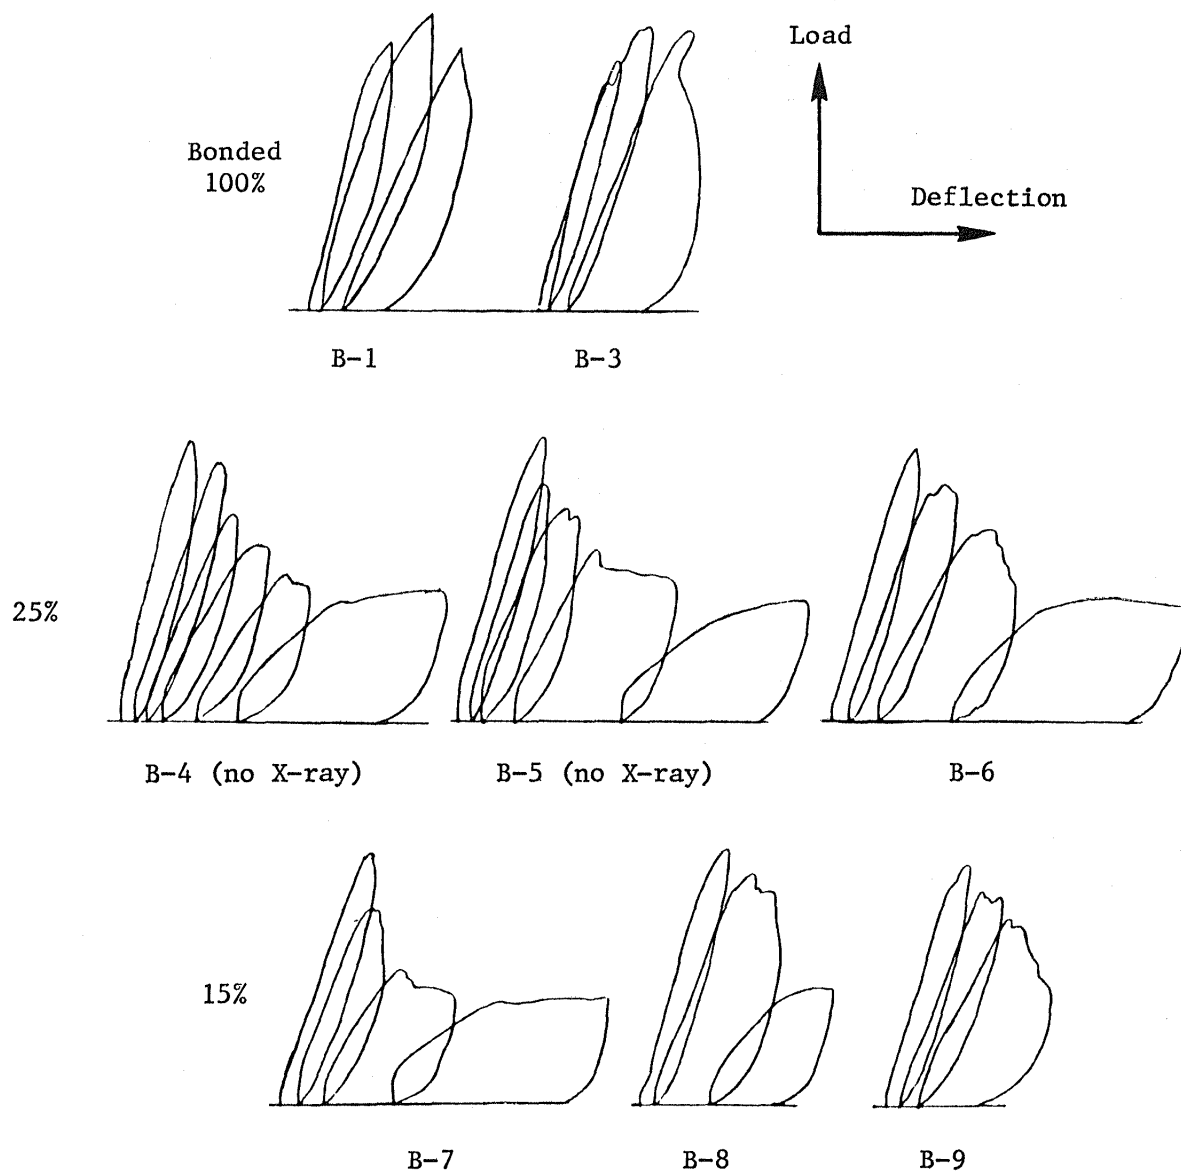 Load
Bonded
100%
Deflection
B-1
B-3
25%
B-4 (no X-ray)
B-5 (no X-ray)
B-6
15%
B-7
B-8
B-9